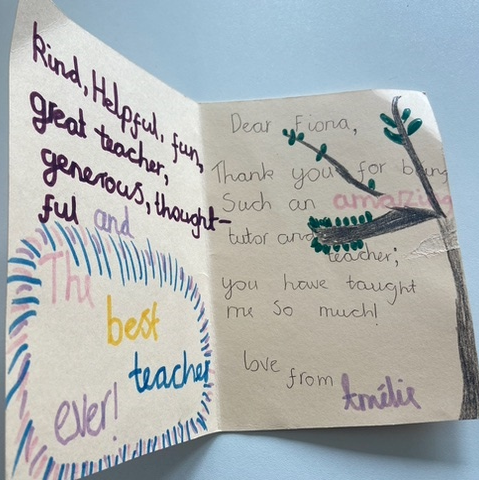 kind, Helpful, fun,
great teacher,
generous, thought-
ful and
The
best
teacher
ever!
Dear Fiona,
Thank you for being
Such an amazing
tutor and teacher;
you have taught
me so much!
love
from Amélie